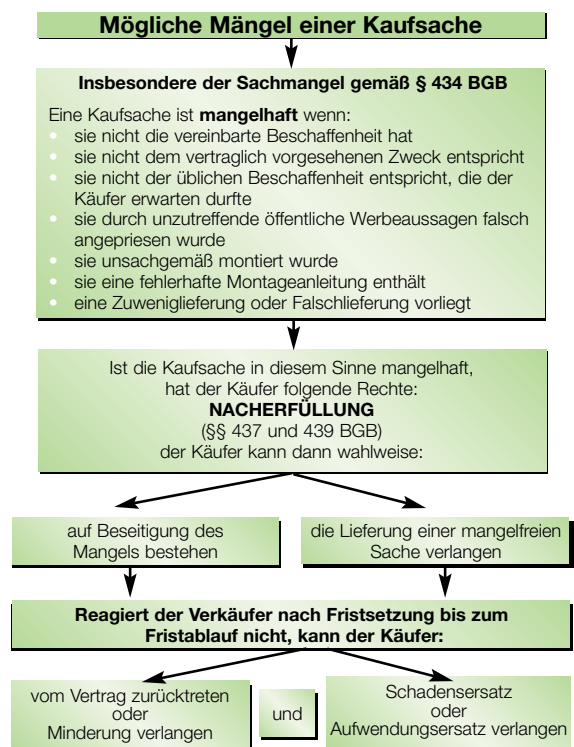 Mögliche Mängel einer Kaufsache
Insbesondere der Sachmangel gemäß § 434 BGB
Eine Kaufsache ist mangelhaft wenn:
• sie nicht die vereinbarte Beschaffenheit hat
• sie nicht dem vertraglich vorgesehenen Zweck entspricht
• sie nicht der üblichen Beschaffenheit entspricht, die der
Käufer erwarten durfte
• sie durch unzutreffende öffentliche Werbeaussagen falsch
angepriesen wurde
• sie unsachgemäß montiert wurde
• sie eine fehlerhafte Montageanleitung enthält
• eine Zuweniglieferung oder Falschlieferung vorliegt
Ist die Kaufsache in diesem Sinne mangelhaft,
hat der Käufer folgende Rechte:
NACHERFÜLLUNG
(§§ 437 und 439 BGB)
der Käufer kann dann wahlweise:
auf Beseitigung des
Mangels bestehen
die Lieferung einer mangelfreien
Sache verlangen
Reagiert der Verkäufer nach Fristsetzung bis zum
Fristablauf nicht, kann der Käufer:
vom Vertrag zurücktreten
oder
Minderung verlangen
und
Schadensersatz
oder
Aufwendungsersatz verlangen